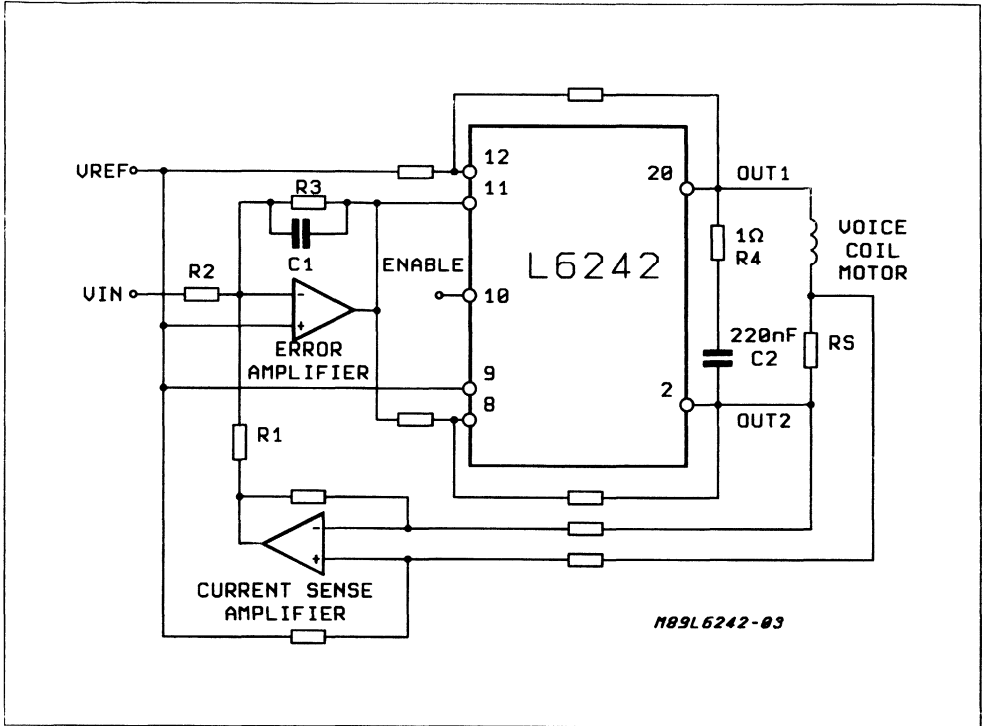 12
VREF
20
OUT1
11
R3
1Ω
R4
VOICE
COIL
MOTOR
C1
ENABLE
L6242
R2
VIN
10
-
+
220nF
C2
RS
ERROR
AMPLIFIER
9
8
2
OUT2
R1
-
+
CURRENT SENSE
AMPLIFIER
M89L6242-03